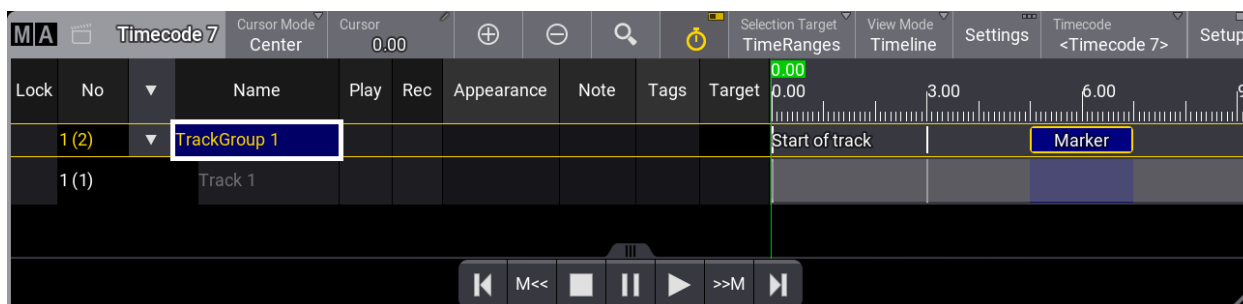 MA Timecode 7 Cursor Mode Center Cursor 0.00 Selection Target TimeRanges View Mode Timeline Settings Timecode <Timecode 7> Setup
Lock No Name Play Rec Appearance Note Tags Target 0.00 0.00 3.00 6.00 9
1 (2) TrackGroup 1 Start of track Marker
1 (1) Track 1
M<< >>M